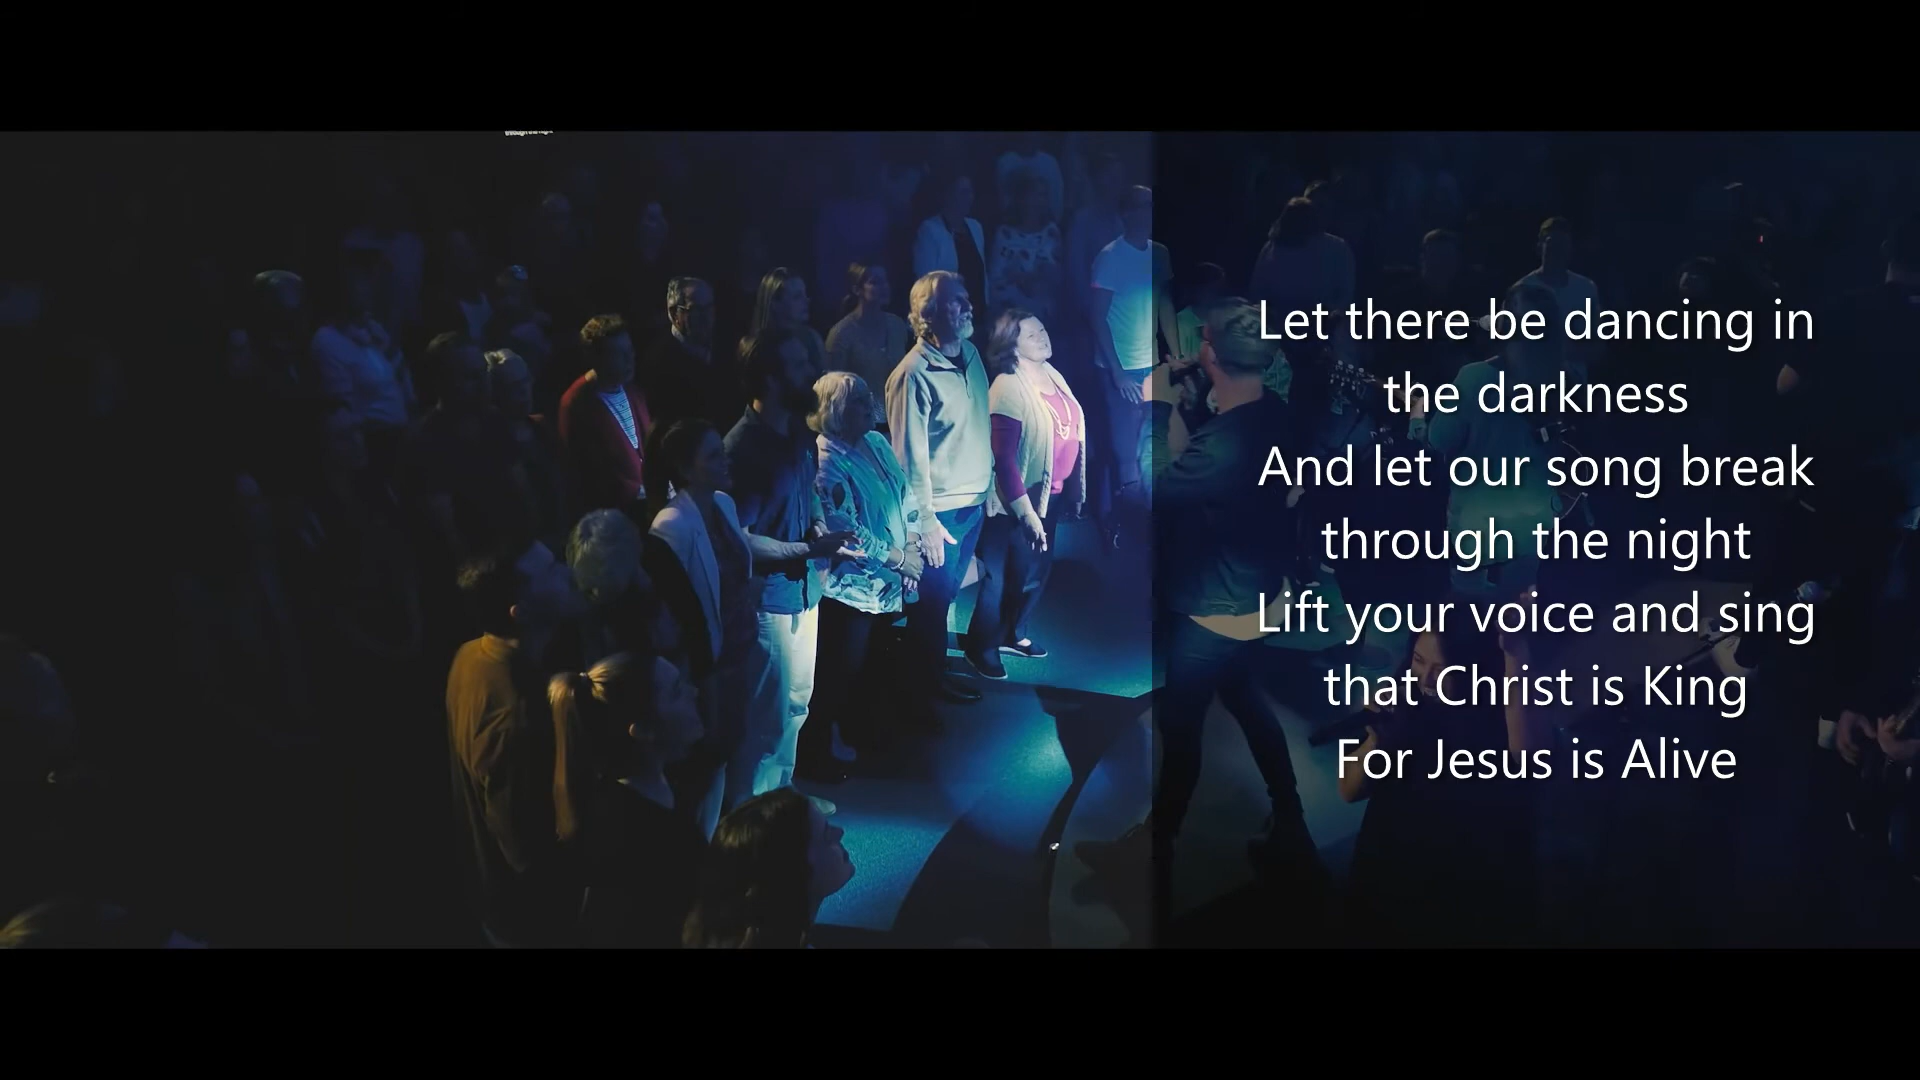 Let there be dancing in
the darkness
And let our song break
through the night
Lift your voice and sing
that Christ is King
For Jesus is Alive